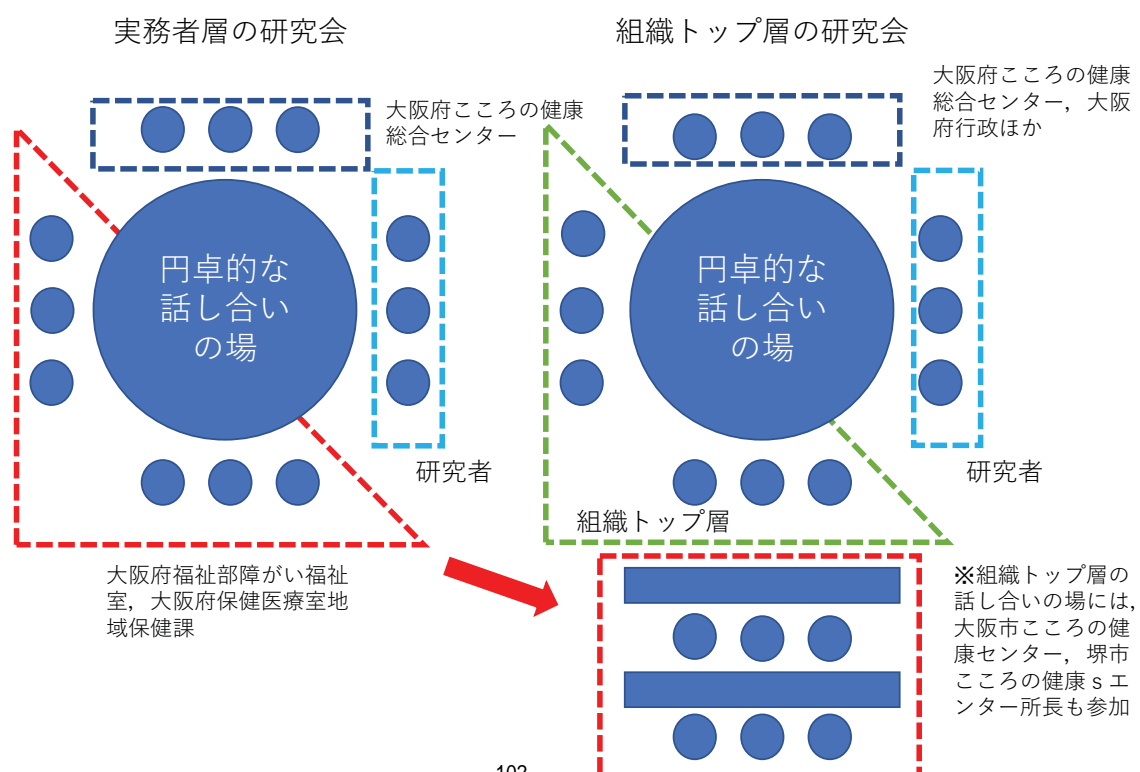 実務者層の研究会
組織トップ層の研究会
大阪府こころの健康
総合センター
大阪府こころの健康
総合センター，大阪
府行政ほか
円卓的な
話し合い
の場
円卓的な
話し合い
の場
研究者
研究者
組織トップ層
大阪府福祉部障がい福祉
室，大阪府保健医療室地
域保健課
※組織トップ層の
話し合いの場には，
大阪市こころの健
康センター，堺市
こころの健康ｓエ
ンター所長も参加
102